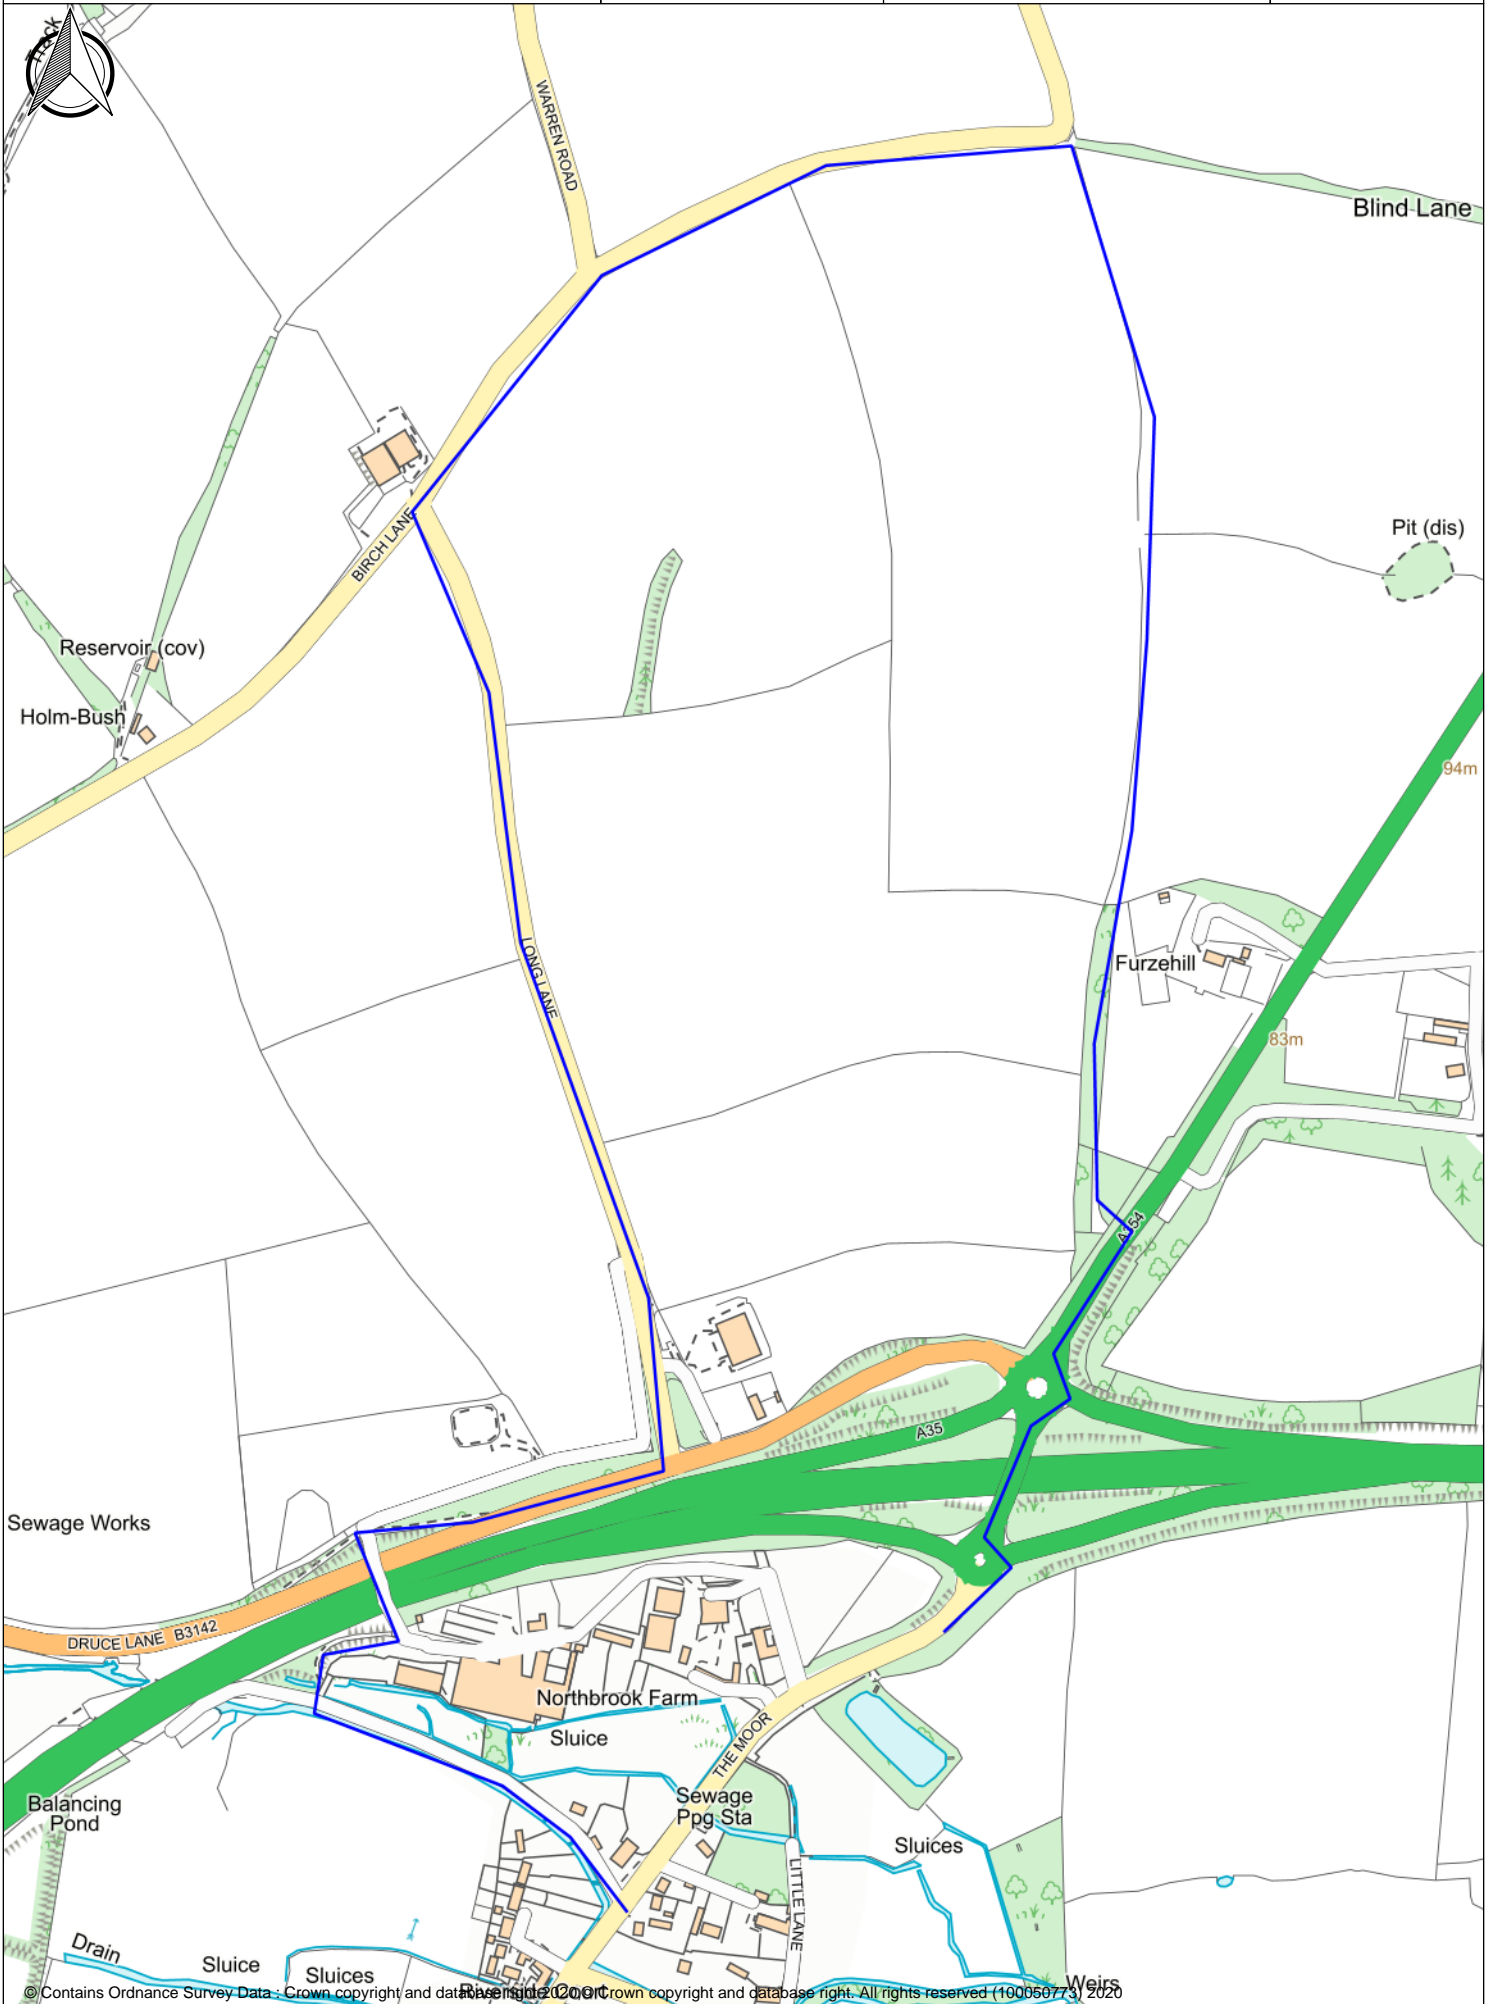 Track
WARREN ROAD
Blind Lane
BIRCH LANE
Pit (dis)
Reservoir (cov)
Holm-Bush
94m
LONG LANE
Furzehill
83m
A354
A35
Sewage Works
DRUCE LANE B3142
Northbrook Farm
Sluice
THE MOOR
Sewage
Ppg Sta
Balancing
Pond
Sluices
LITTLE LANE
Drain
Sluice
Sluices
Weirs
Riverside Court
© Contains Ordnance Survey Data : Crown copyright and database right 2020 Crown copyright and database right. All rights reserved (100050773) 2020